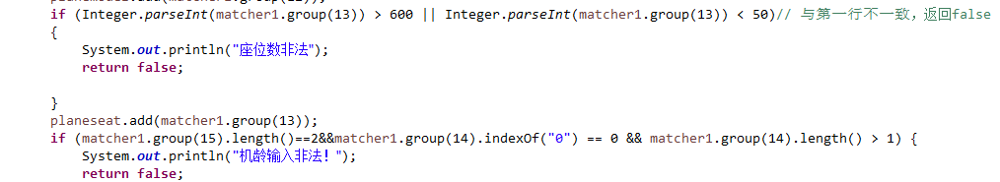 if (Integer.parseInt(matcher1.group(13)) > 600 || Integer.parseInt(matcher1.group(13)) < 50)// 与第一行不一致，返回false
{
System.out.println("座位数非法");
return false;
}
planeseat.add(matcher1.group(13));
if (matcher1.group(15).length()==2&&matcher1.group(14).indexOf("0") == 0 && matcher1.group(14).length() > 1) {
System.out.println("机龄输入非法！");
return false;